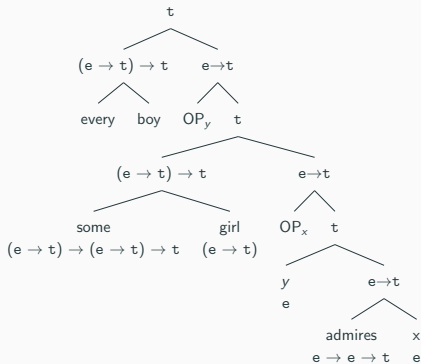 t
(e → t) → t e→t
every boy OP_y t
(e → t) → t e→t
some girl OP_x t
(e → t) → (e → t) → t (e → t)
y e→t
e
admires x
e → e → t e